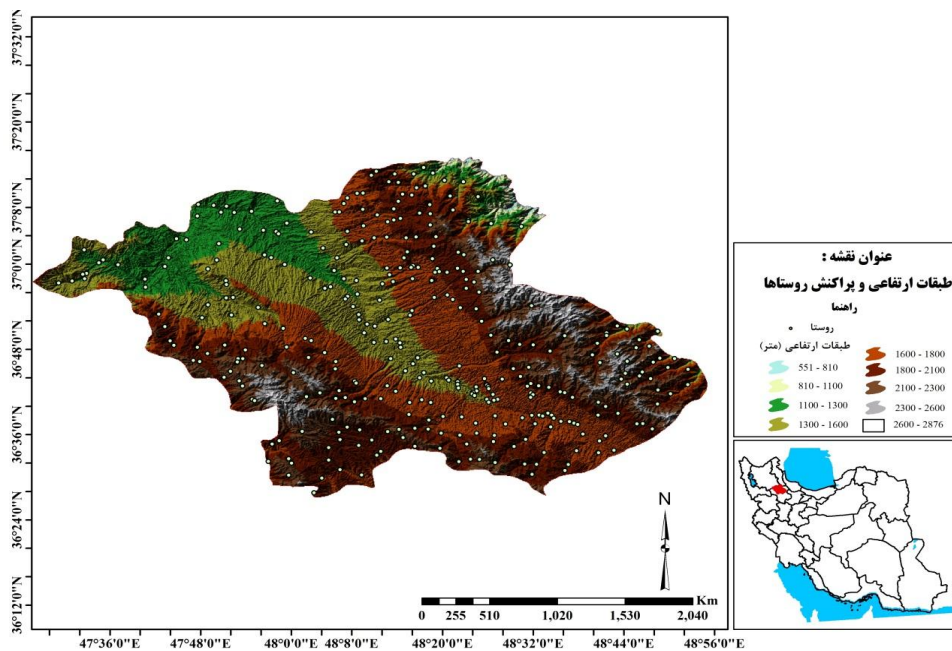 37°32'0"N
37°20'0"N
37°8'0"N
37°0'0"N
36°48'0"N
36°36'0"N
36°24'0"N
36°12'0"N
47°36'0"E 47°48'0"E 48°0'0"E 48°8'0"E 48°20'0"E 48°32'0"E 48°44'0"E 48°56'0"E
N
0 255 510 1,020 1,530 2,040 Km
عنوان نقشه :
طبقات ارتفاعی و پراکنش روستاها
راهنما
روستا
طبقات ارتفاعی (متر)
551 - 810
810 - 1100
1100 - 1300
1300 - 1600
1600 - 1800
1800 - 2100
2100 - 2300
2300 - 2600
2600 - 2876